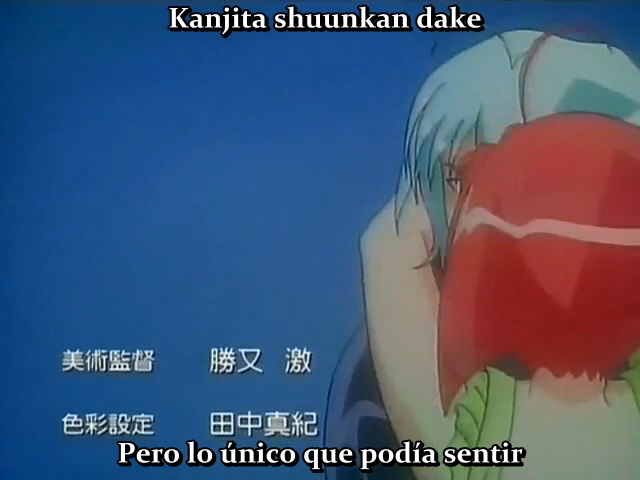 Kanjita shuunkan dake
美術監督 勝又 激
色彩設定 田中真紀
Pero lo único que podía sentir